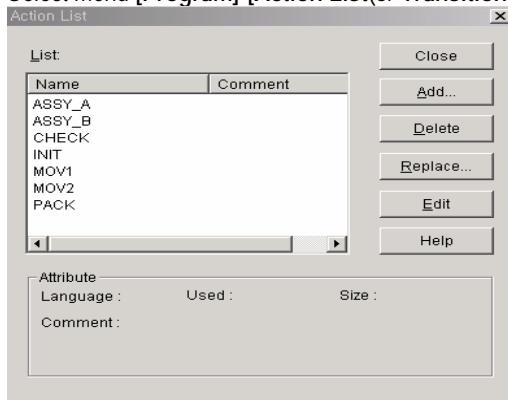 Select menu [Program]-[Action List(or Transition
Action List
List:
Close
Name Comment
Add...
ASSY_A
ASSY_B
Delete
CHECK
INIT
Replace...
MOV1
MOV2
PACK
Edit
Help
Attribute
Language : Used : Size :
Comment :